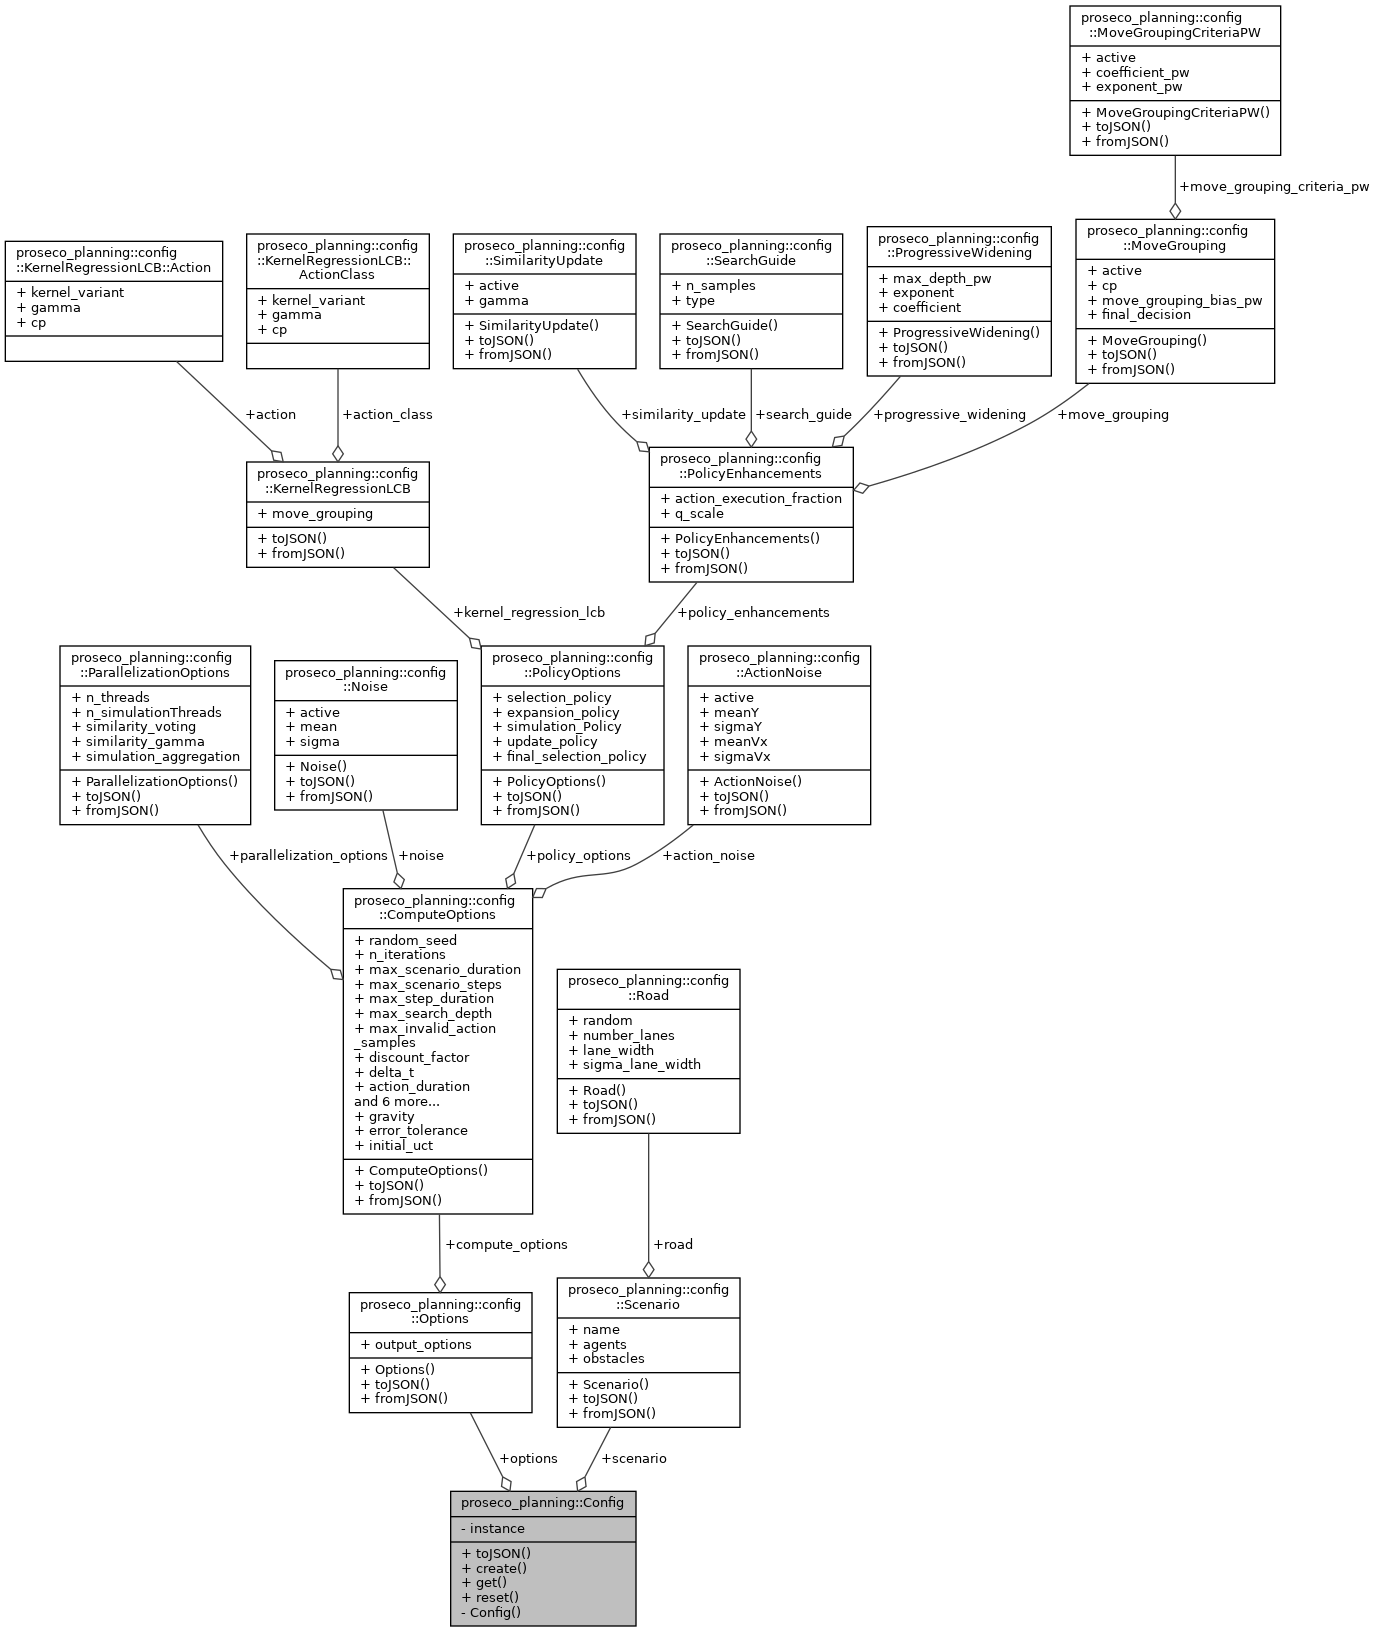 proseco_planning::config
::MoveGroupingCriteriaPW
+ active
+ coefficient_pw
+ exponent_pw
+ MoveGroupingCriteriaPW()
+ toJSON()
+ fromJSON()
+move_grouping_criteria_pw
proseco_planning::config
::KernelRegressionLCB::Action
+ kernel_variant
+ gamma
+ cp
proseco_planning::config
::KernelRegressionLCB::
ActionClass
+ kernel_variant
+ gamma
+ cp
proseco_planning::config
::SimilarityUpdate
+ active
+ gamma
+ SimilarityUpdate()
+ toJSON()
+ fromJSON()
proseco_planning::config
::SearchGuide
+ n_samples
+ type
+ SearchGuide()
+ toJSON()
+ fromJSON()
proseco_planning::config
::ProgressiveWidening
+ max_depth_pw
+ exponent
+ coefficient
+ ProgressiveWidening()
+ toJSON()
+ fromJSON()
proseco_planning::config
::MoveGrouping
+ active
+ cp
+ move_grouping_bias_pw
+ final_decision
+ MoveGrouping()
+ toJSON()
+ fromJSON()
+action
+action_class
+similarity_update
+search_guide
+progressive_widening
+move_grouping
proseco_planning::config
::KernelRegressionLCB
+ move_grouping
+ toJSON()
+ fromJSON()
proseco_planning::config
::PolicyEnhancements
+ action_execution_fraction
+ q_scale
+ PolicyEnhancements()
+ toJSON()
+ fromJSON()
+kernel_regression_lcb
+policy_enhancements
proseco_planning::config
::ParallelizationOptions
+ n_threads
+ n_simulationThreads
+ similarity_voting
+ similarity_gamma
+ simulation_aggregation
+ ParallelizationOptions()
+ toJSON()
+ fromJSON()
proseco_planning::config
::Noise
+ active
+ mean
+ sigma
+ Noise()
+ toJSON()
+ fromJSON()
proseco_planning::config
::PolicyOptions
+ selection_policy
+ expansion_policy
+ simulation_Policy
+ update_policy
+ final_selection_policy
+ PolicyOptions()
+ toJSON()
+ fromJSON()
proseco_planning::config
::ActionNoise
+ active
+ meanY
+ sigmaY
+ meanVx
+ sigmaVx
+ ActionNoise()
+ toJSON()
+ fromJSON()
+parallelization_options
+noise
+policy_options
+action_noise
proseco_planning::config
::ComputeOptions
+ random_seed
+ n_iterations
+ max_scenario_duration
+ max_scenario_steps
+ max_step_duration
+ max_search_depth
+ max_invalid_action
_samples
+ discount_factor
+ delta_t
+ action_duration
and 6 more...
+ gravity
+ error_tolerance
+ initial_uct
+ ComputeOptions()
+ toJSON()
+ fromJSON()
proseco_planning::config
::Road
+ random
+ number_lanes
+ lane_width
+ sigma_lane_width
+ Road()
+ toJSON()
+ fromJSON()
+compute_options
+road
proseco_planning::config
::Options
+ output_options
+ Options()
+ toJSON()
+ fromJSON()
proseco_planning::config
::Scenario
+ name
+ agents
+ obstacles
+ Scenario()
+ toJSON()
+ fromJSON()
+options
+scenario
proseco_planning::Config
- instance
+ toJSON()
+ create()
+ get()
+ reset()
- Config()